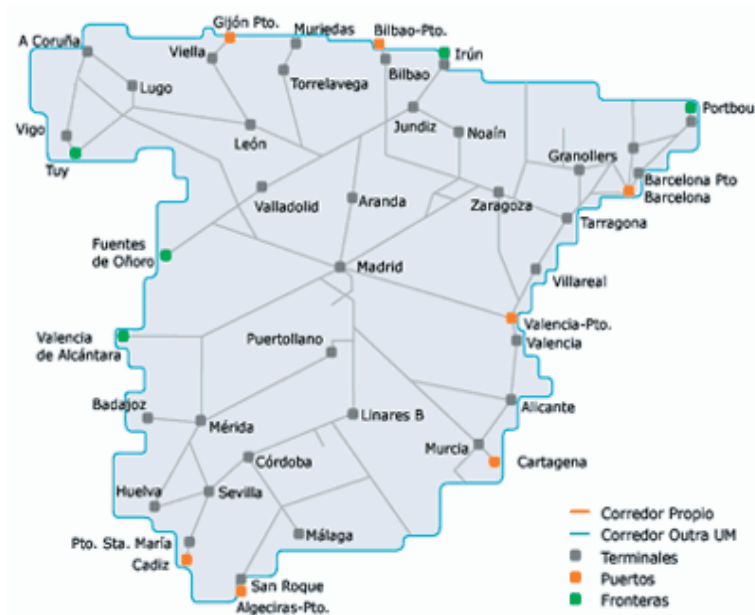 Gijón Pto.
Muriedas
Bilbao-Pto.
A Coruña
Viella
Irún
Lugo
Torrelavega
Bilbao
Portbou
Vigo
León
Jundiz
Noaín
Granollers
Tuy
Barcelona Pto
Valladolid
Aranda
Zaragoza
Barcelona
Tarragona
Fuentes
de Oñoro
Madrid
Villareal
Valencia
de Alcántara
Puertollano
Valencia-Pto.
Valencia
Badajoz
Mérida
Linares B
Alicante
Murcia
Córdoba
Cartagena
Huelva
Sevilla
Corredor Propio
Pto. Sta. María
Málaga
Corredor Outra UM
Cadiz
Terminales
San Roque
Puertos
Algeciras-Pto.
Fronteras